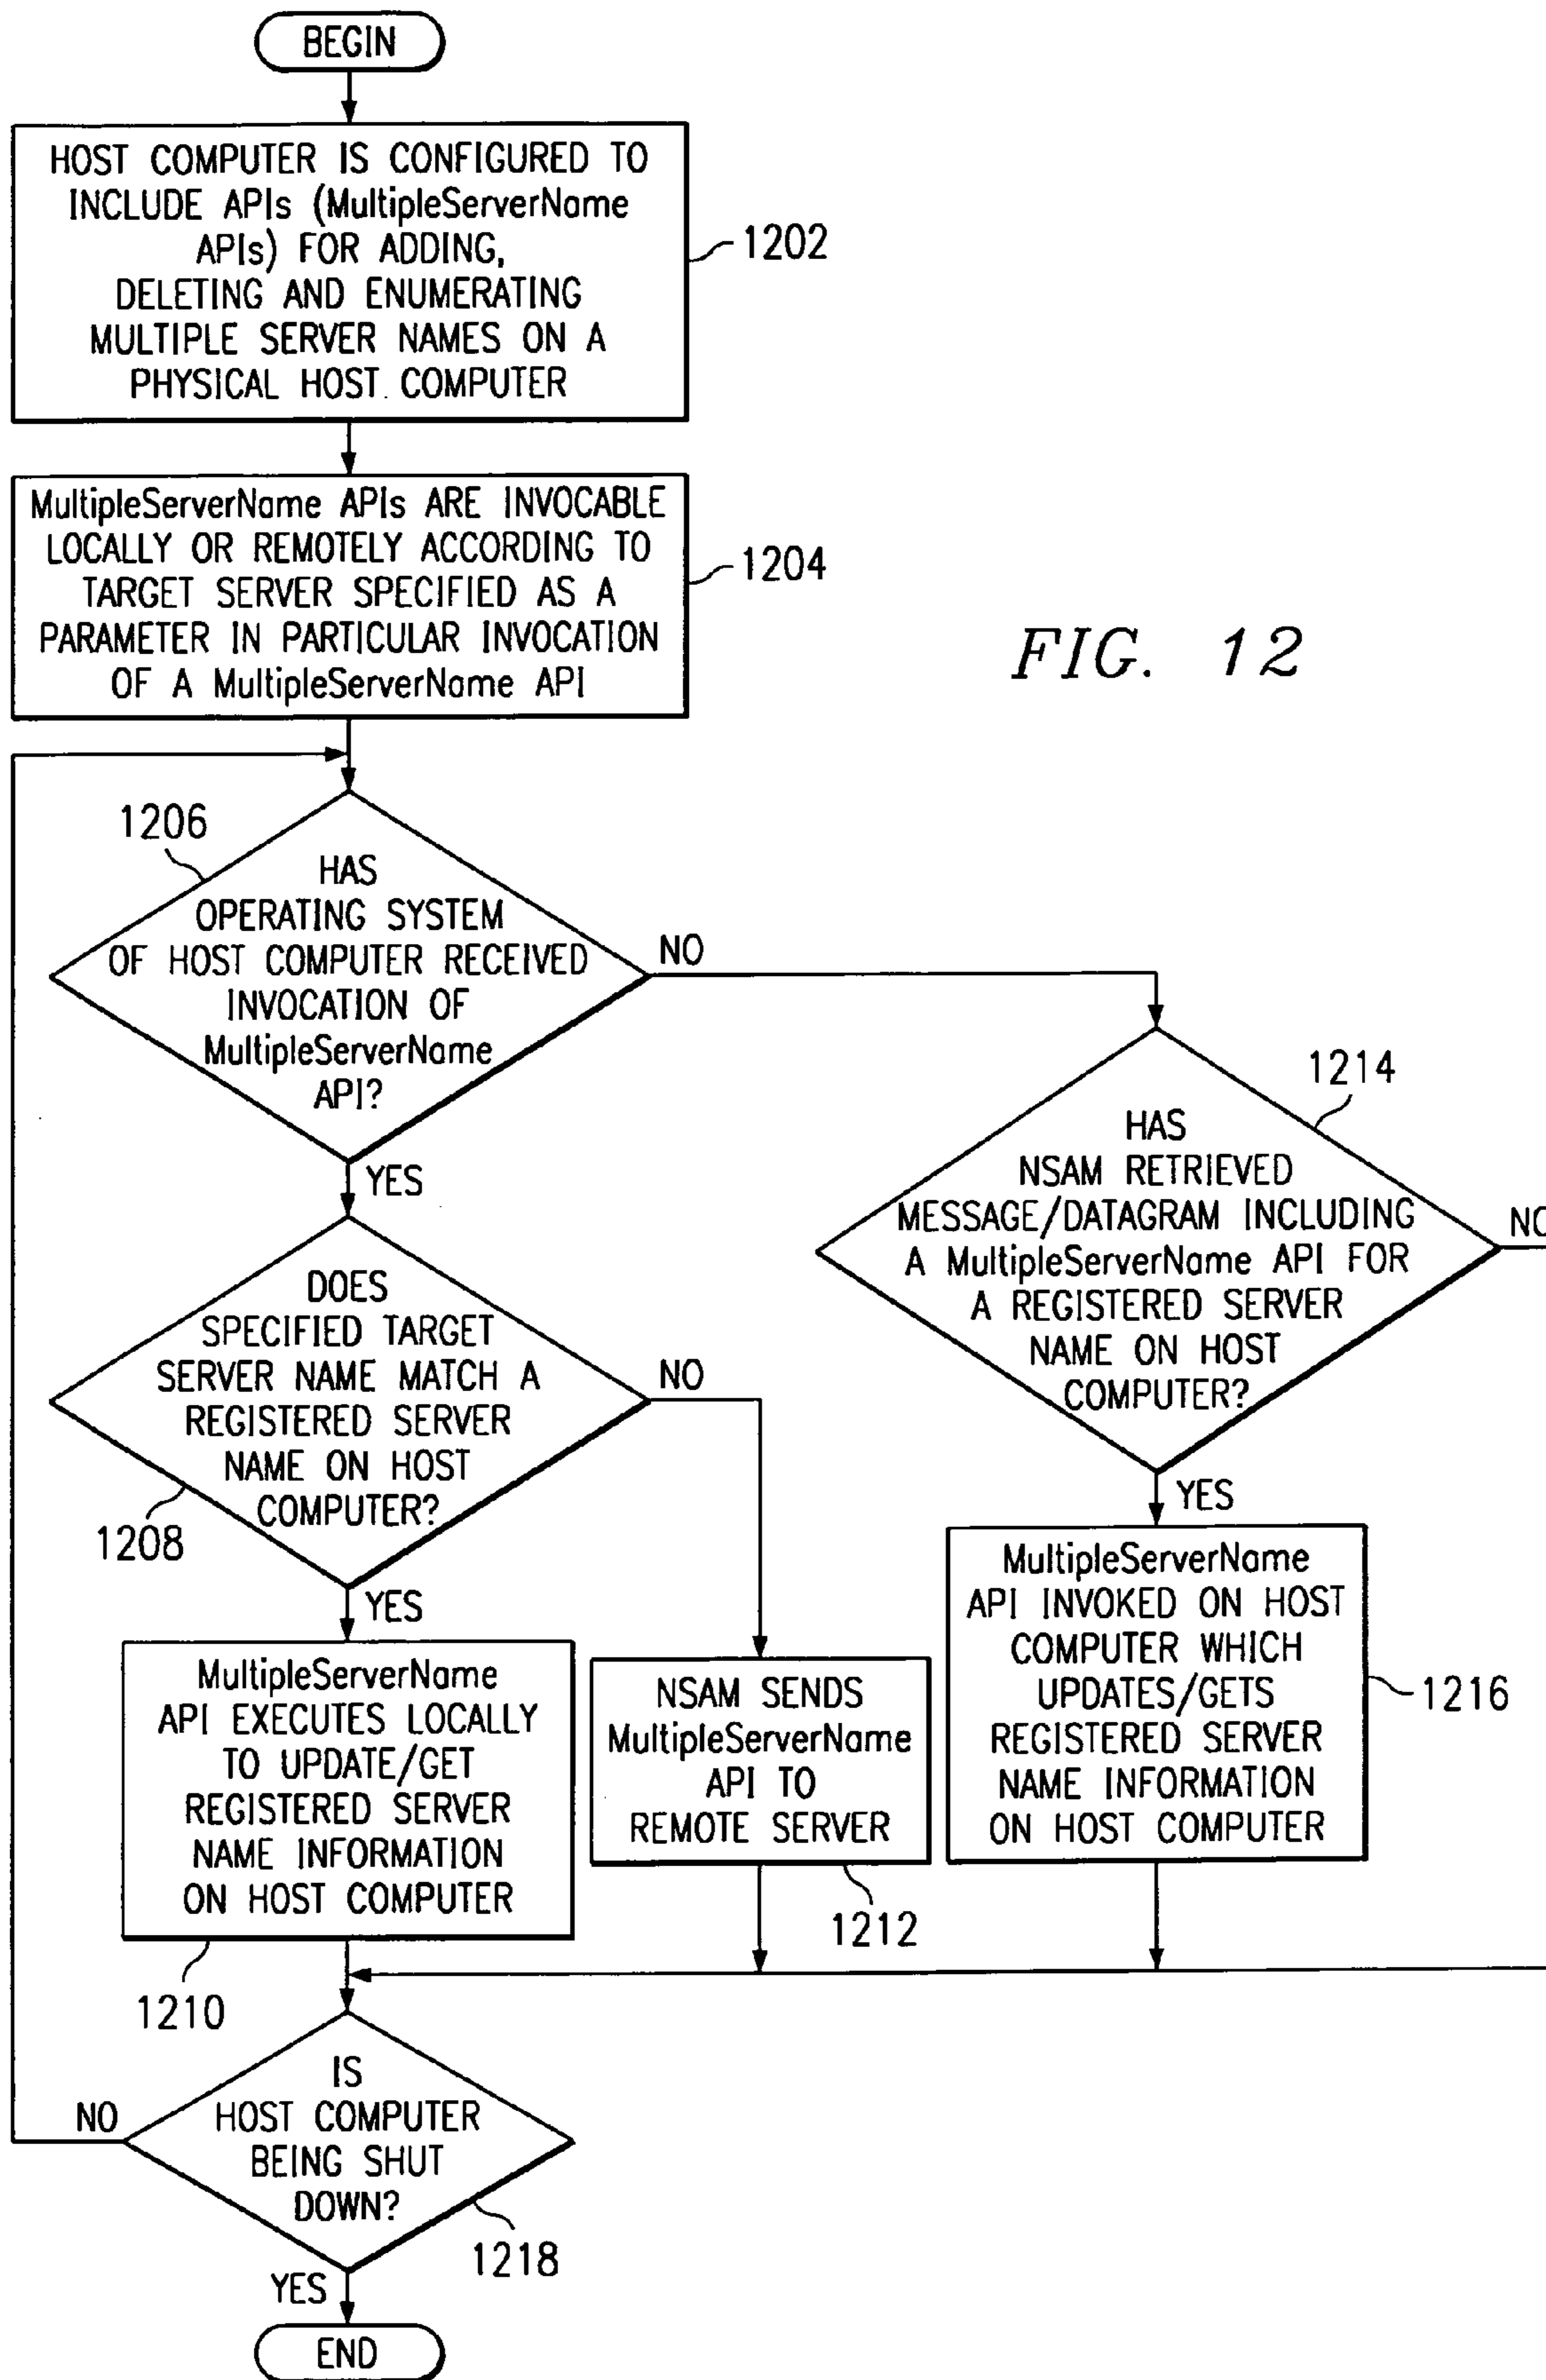 BEGIN
HOST COMPUTER IS CONFIGURED TO
INCLUDE APIs (MultipleServerName
APIs) FOR ADDING,
DELETING AND ENUMERATING
MULTIPLE SERVER NAMES ON A
PHYSICAL HOST COMPUTER
1202
MultipleServerName APIs ARE INVOCABLE
LOCALLY OR REMOTELY ACCORDING TO
TARGET SERVER SPECIFIED AS A
PARAMETER IN PARTICULAR INVOCATION
OF A MultipleServerName API
1204
FIG. 12
1206
HAS
OPERATING SYSTEM
OF HOST COMPUTER RECEIVED
INVOCATION OF
MultipleServerName
API?
NO
YES
1214
HAS
NSAM RETRIEVED
MESSAGE/DATAGRAM INCLUDING
A MultipleServerName API FOR
A REGISTERED SERVER
NAME ON HOST
COMPUTER?
NO
YES
DOES
SPECIFIED TARGET
SERVER NAME MATCH A
REGISTERED SERVER
NAME ON HOST
COMPUTER?
NO
1208
YES
MultipleServerName
API EXECUTES LOCALLY
TO UPDATE/GET
REGISTERED SERVER
NAME INFORMATION
ON HOST COMPUTER
1210
NSAM SENDS
MultipleServerName
API TO
REMOTE SERVER
1212
MultipleServerName
API INVOKED ON HOST
COMPUTER WHICH
UPDATES/GETS
REGISTERED SERVER
NAME INFORMATION
ON HOST COMPUTER
1216
IS
HOST COMPUTER
BEING SHUT
DOWN?
NO
1218
YES
END